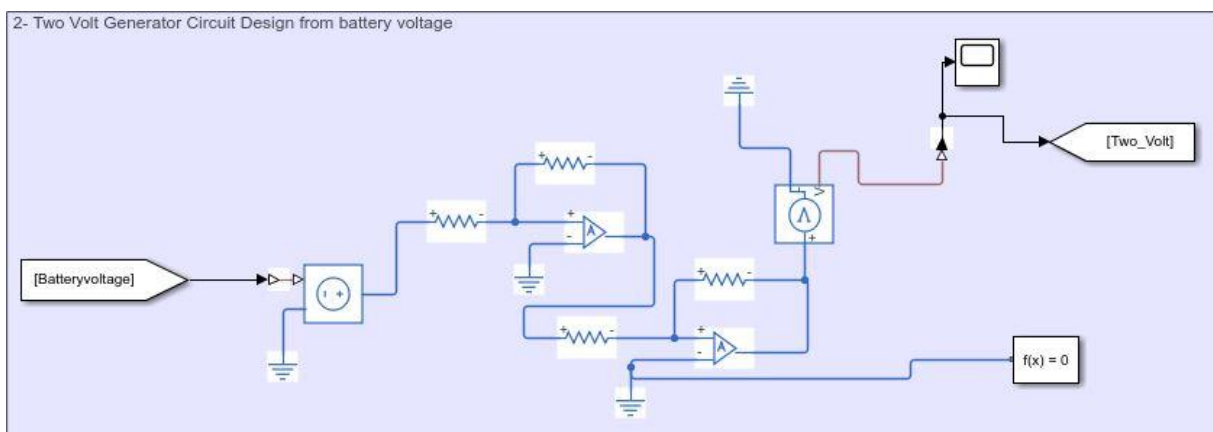 2- Two Volt Generator Circuit Design from battery voltage
[Two_Volt]
+ -
+ -
+
-
A
V
-
V
+
[Batteryvoltage]
- +
+ -
+ -
+
-
A
f(x) = 0